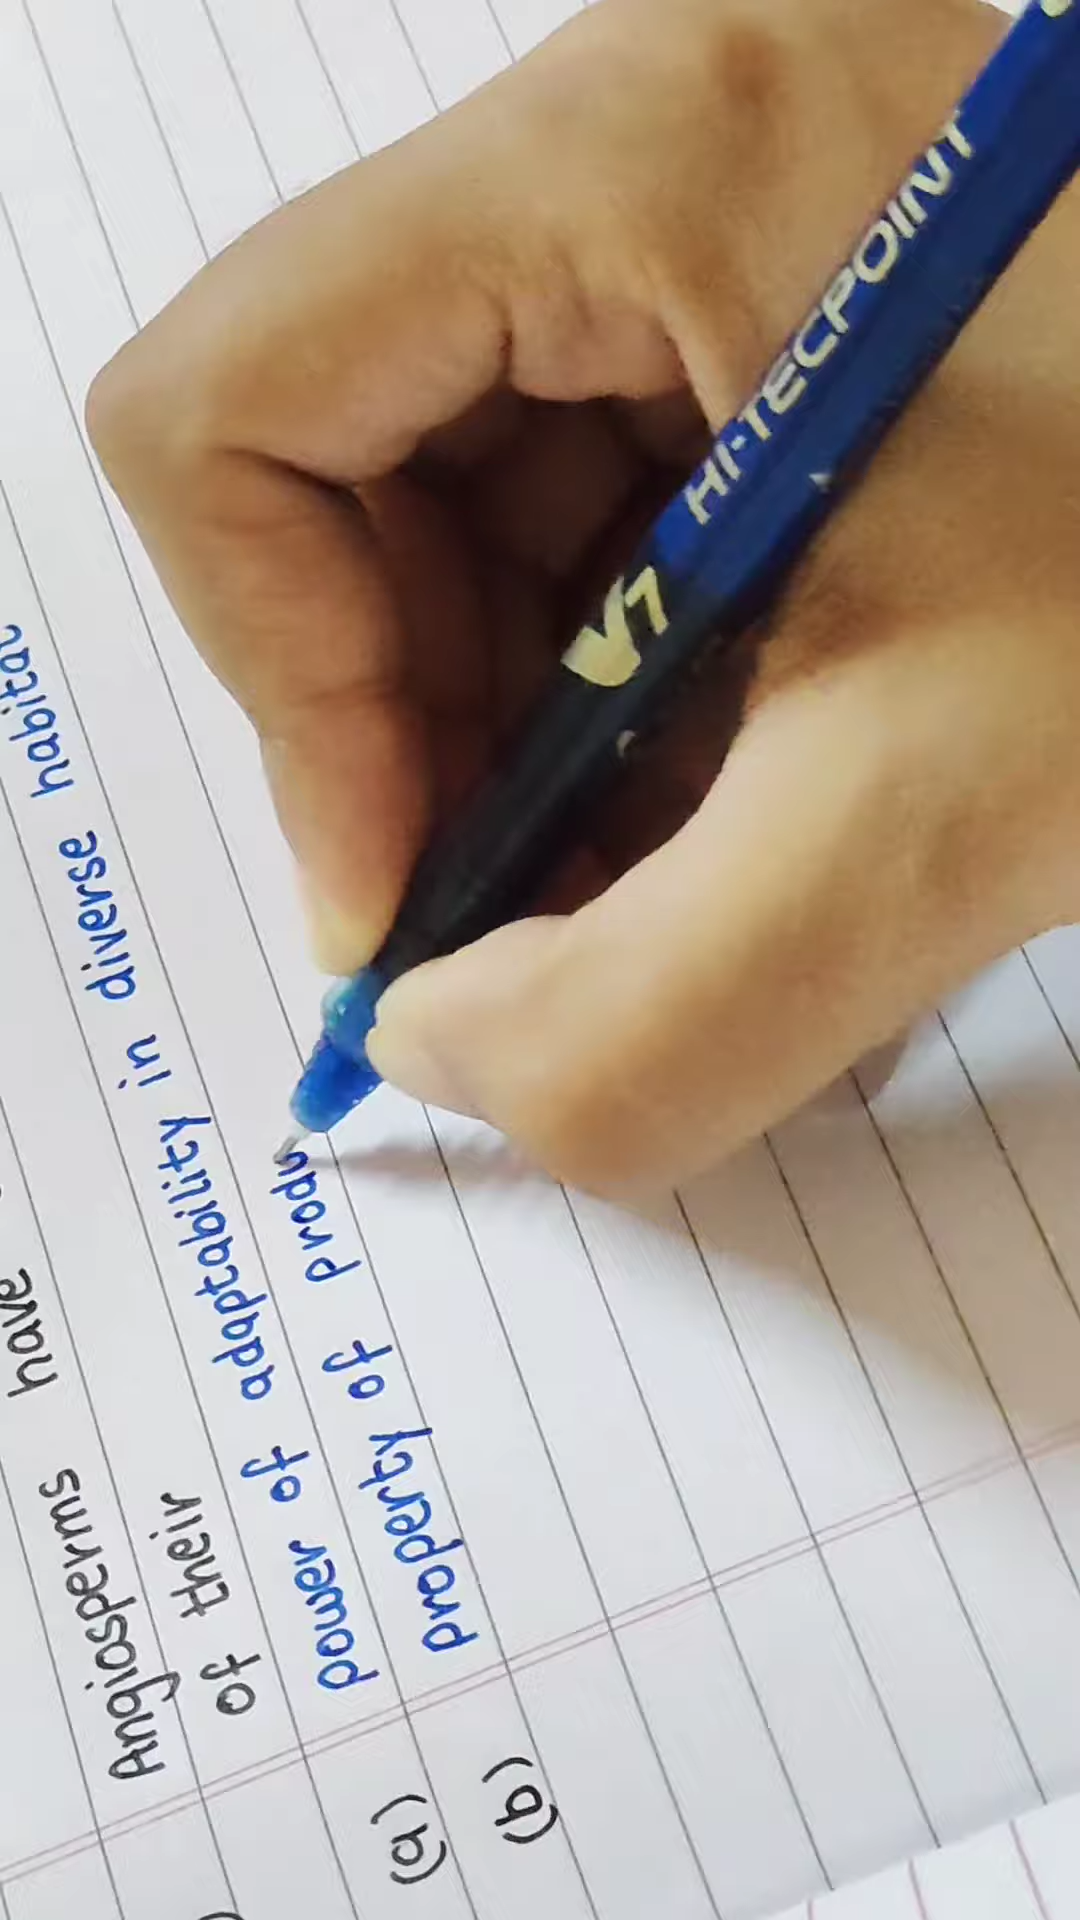 Angiosperms have
of their
(a) power of adaptability in diverse habitat
(b) property of produ
V7 HI-TECPOINT